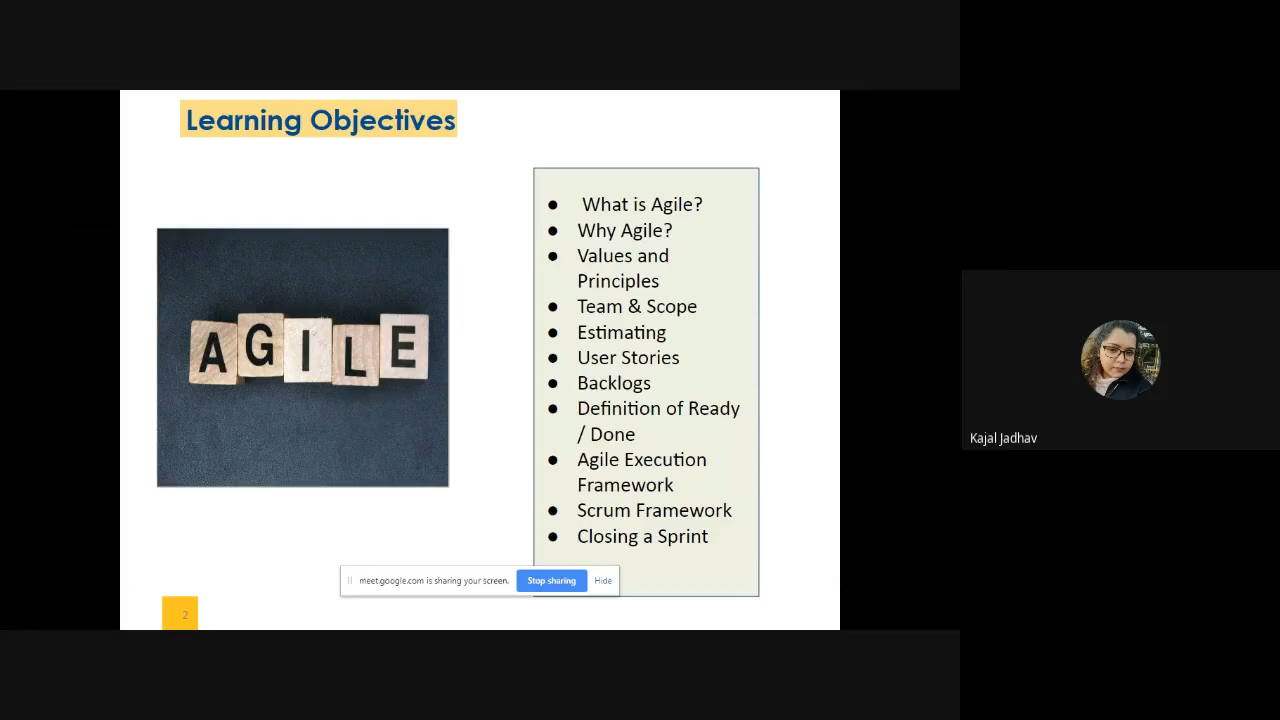 Learning Objectives
AGILE
● What is Agile?
● Why Agile?
● Values and
Principles
● Team & Scope
● Estimating
● User Stories
● Backlogs
● Definition of Ready
/ Done
● Agile Execution
Framework
● Scrum Framework
● Closing a Sprint
meet.google.com is sharing your screen. Stop sharing Hide
2
Kajal Jadhav